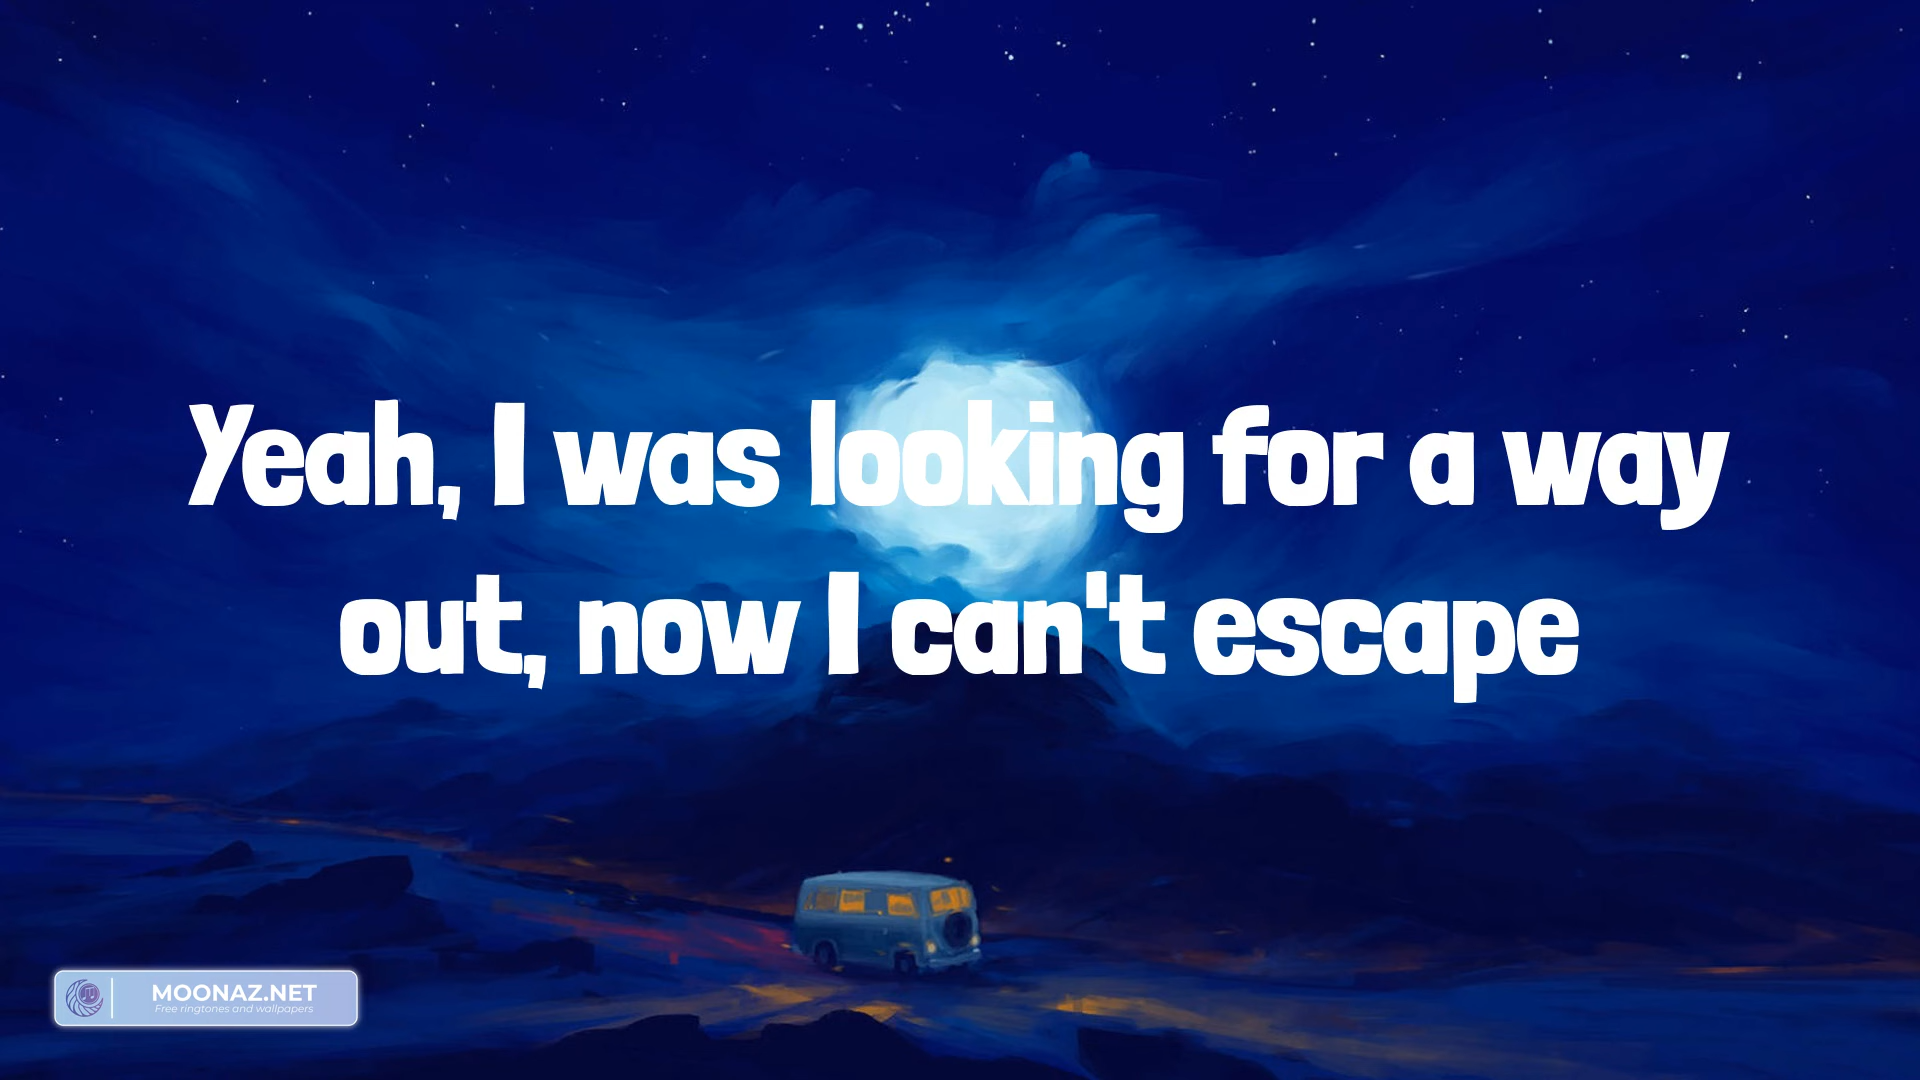 Yeah, I was looking for a way
out, now I can't escape
MOONAZ.NET
Free ringtones and wallpapers